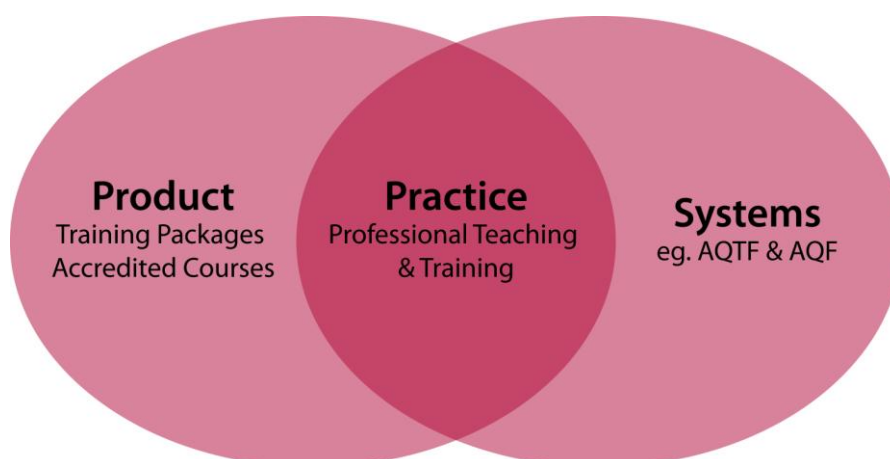 Product
Training Packages
Accredited Courses
Practice
Professional Teaching
& Training
Systems
eg. AQTF & AQF